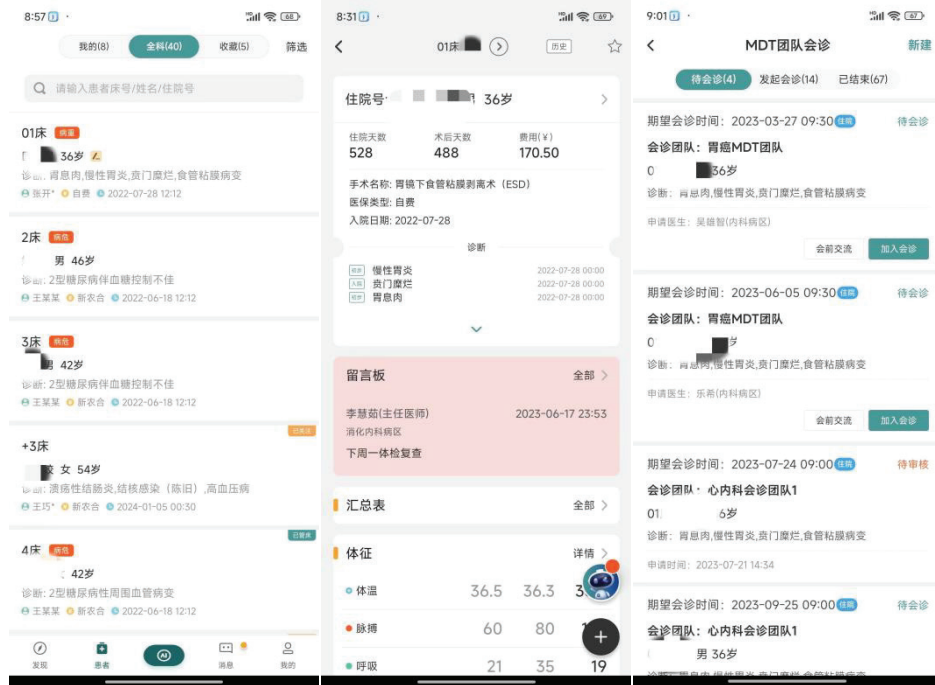 8:57
68
我的(8)
全科(40)
收藏(5)
筛选
请输入患者床号/姓名/住院号
01床 病重
36岁
诊断: 胃息肉,慢性胃炎,贲门糜烂,食管粘膜病变
张开* 自费 2022-07-28 12:12
2床 病危
男 46岁
诊断: 2型糖尿病伴血糖控制不佳
王某某 新农合 2022-06-18 12:12
3床 病危
男 42岁
诊断: 2型糖尿病伴血糖控制不佳
王某某 新农合 2022-06-18 12:12
+3床
女 54岁
诊断: 溃疡性结肠炎,结核感染（陈旧）,高血压病
王巧* 新农合 2024-01-05 00:30
已管床
4床 病危
42岁
诊断: 2型糖尿病性周围血管病变
王某某 新农合 2022-06-18 12:12
发现
患者
AI
消息
我的
8:31
69
01床
历史
住院号: 36岁
住院天数
术后天数
费用(¥)
528
488
170.50
手术名称: 胃镜下食管粘膜剥离术（ESD）
医保类型: 自费
入院日期: 2022-07-28
诊断
慢性胃炎 2022-07-28 00:00
入院 贲门糜烂 2022-07-28 00:00
胃息肉 2022-07-28 00:00
留言板
全部
李慧茹(主任医师)
2023-06-17 23:53
消化内科病区
下周一体检复查
汇总表
全部
体征
详情
体温 36.5 36.3
脉搏 60 80
呼吸 21 35 19
9:01
67
MDT团队会诊
新建
待会诊(4)
发起会诊(14)
已结束(67)
期望会诊时间: 2023-03-27 09:30 住院 待会诊
会诊团队: 胃癌MDT团队
0 36岁
诊断: 胃息肉,慢性胃炎,贲门糜烂,食管粘膜病变
申请医生: 吴雄智(内科病区)
会前交流
加入会诊
期望会诊时间: 2023-06-05 09:30 住院 待会诊
会诊团队: 胃癌MDT团队
0 岁
诊断: 胃息肉,慢性胃炎,贲门糜烂,食管粘膜病变
申请医生: 乐希(内科病区)
会前交流
加入会诊
期望会诊时间: 2023-07-24 09:00 住院 待审核
会诊团队: 心内科会诊团队1
01 6岁
诊断: 胃息肉,慢性胃炎,贲门糜烂,食管粘膜病变
申请时间: 2023-07-21 14:34
期望会诊时间: 2023-09-25 09:00 住院 待会诊
会诊团队: 心内科会诊团队1
男 36岁